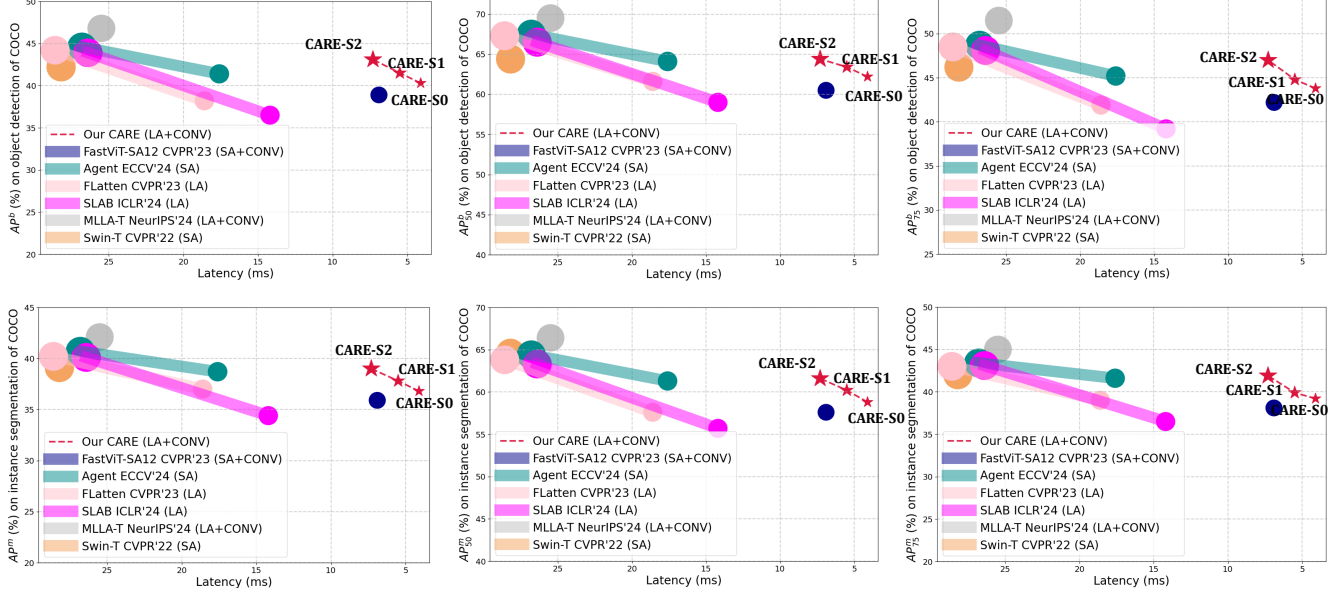 AP^b (%) on object detection of COCO
50
45
40
35
30
25
20
CARE-S2
CARE-S1
CARE-S0
Our CARE (LA+CONV)
FastViT-SA12 CVPR'23 (SA+CONV)
Agent ECCV'24 (SA)
FLatten CVPR'23 (LA)
SLAB ICLR'24 (LA)
MLLA-T NeurIPS'24 (LA+CONV)
Swin-T CVPR'22 (SA)
25 20 15 10 5
Latency (ms)
AP^b_50 (%) on object detection of COCO
70
65
60
55
50
45
40
CARE-S2
CARE-S1
CARE-S0
Our CARE (LA+CONV)
FastViT-SA12 CVPR'23 (SA+CONV)
Agent ECCV'24 (SA)
FLatten CVPR'23 (LA)
SLAB ICLR'24 (LA)
MLLA-T NeurIPS'24 (LA+CONV)
Swin-T CVPR'22 (SA)
25 20 15 10 5
Latency (ms)
AP^b_75 (%) on object detection of COCO
50
45
40
35
30
25
CARE-S2
CARE-S1
CARE-S0
Our CARE (LA+CONV)
FastViT-SA12 CVPR'23 (SA+CONV)
Agent ECCV'24 (SA)
FLatten CVPR'23 (LA)
SLAB ICLR'24 (LA)
MLLA-T NeurIPS'24 (LA+CONV)
Swin-T CVPR'22 (SA)
25 20 15 10 5
Latency (ms)
AP^m (%) on instance segmentation of COCO
45
40
35
30
25
20
CARE-S2
CARE-S1
CARE-S0
Our CARE (LA+CONV)
FastViT-SA12 CVPR'23 (SA+CONV)
Agent ECCV'24 (SA)
FLatten CVPR'23 (LA)
SLAB ICLR'24 (LA)
MLLA-T NeurIPS'24 (LA+CONV)
Swin-T CVPR'22 (SA)
25 20 15 10 5
Latency (ms)
AP^m_50 (%) on instance segmentation of COCO
70
65
60
55
50
45
40
CARE-S2
CARE-S1
CARE-S0
Our CARE (LA+CONV)
FastViT-SA12 CVPR'23 (SA+CONV)
Agent ECCV'24 (SA)
FLatten CVPR'23 (LA)
SLAB ICLR'24 (LA)
MLLA-T NeurIPS'24 (LA+CONV)
Swin-T CVPR'22 (SA)
25 20 15 10 5
Latency (ms)
AP^m_75 (%) on instance segmentation of COCO
50
45
40
35
30
25
20
CARE-S2
CARE-S1
CARE-S0
Our CARE (LA+CONV)
FastViT-SA12 CVPR'23 (SA+CONV)
Agent ECCV'24 (SA)
FLatten CVPR'23 (LA)
SLAB ICLR'24 (LA)
MLLA-T NeurIPS'24 (LA+CONV)
Swin-T CVPR'22 (SA)
25 20 15 10 5
Latency (ms)